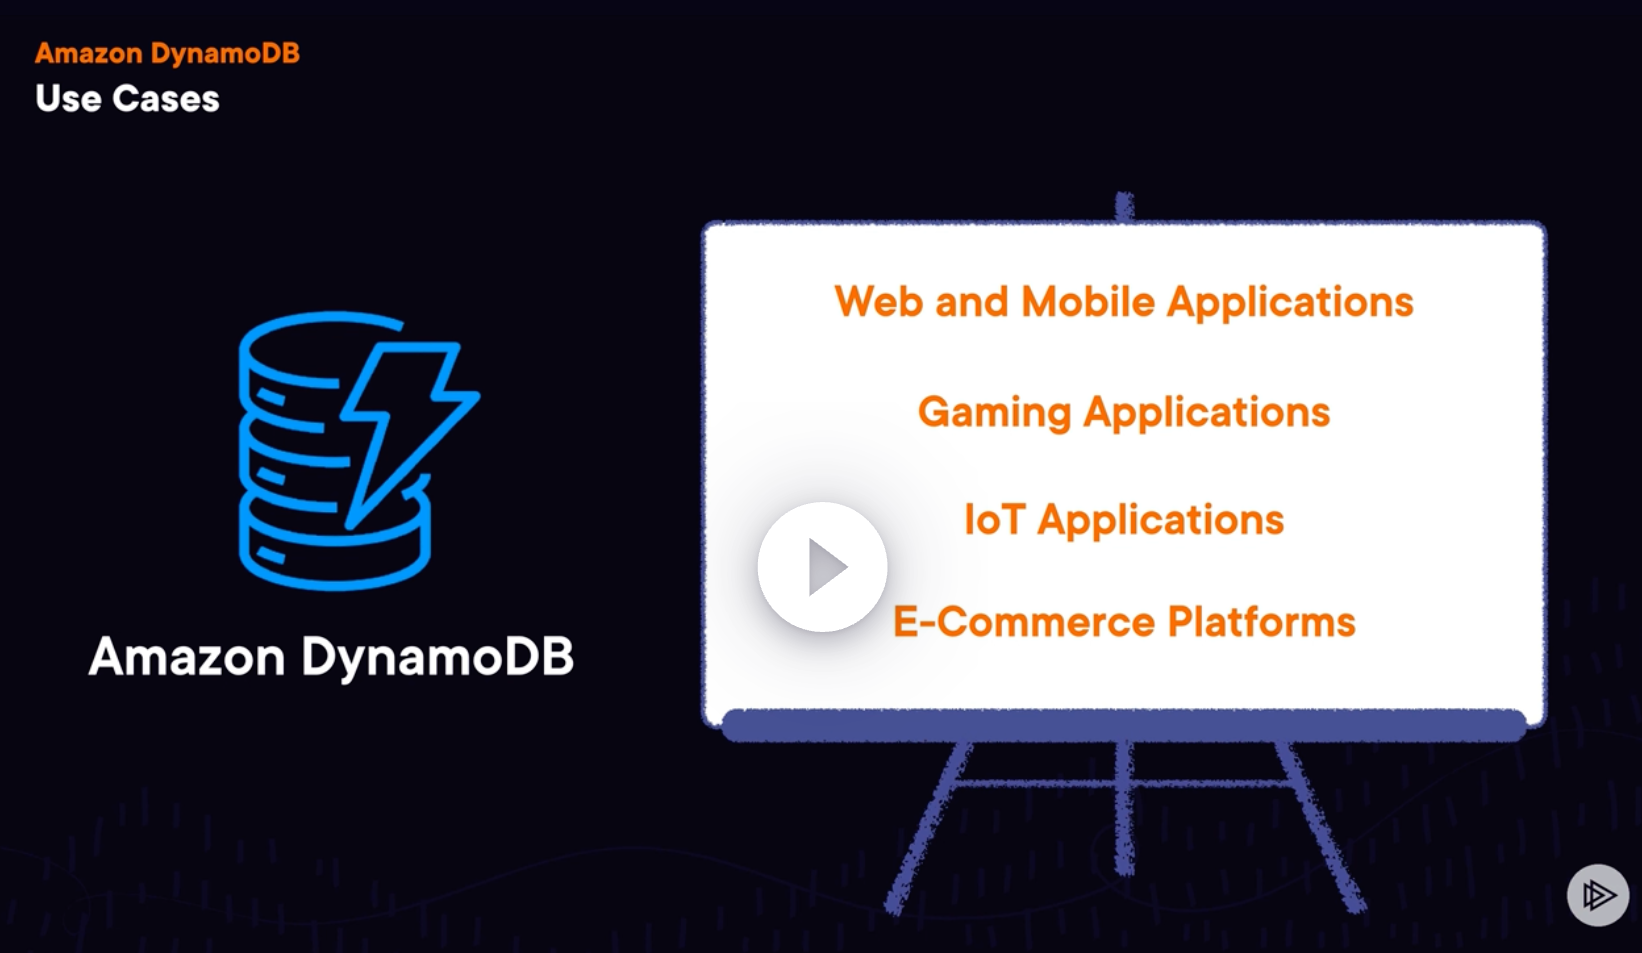 Amazon DynamoDB
Use Cases
Amazon DynamoDB
Web and Mobile Applications
Gaming Applications
IoT Applications
E-Commerce Platforms